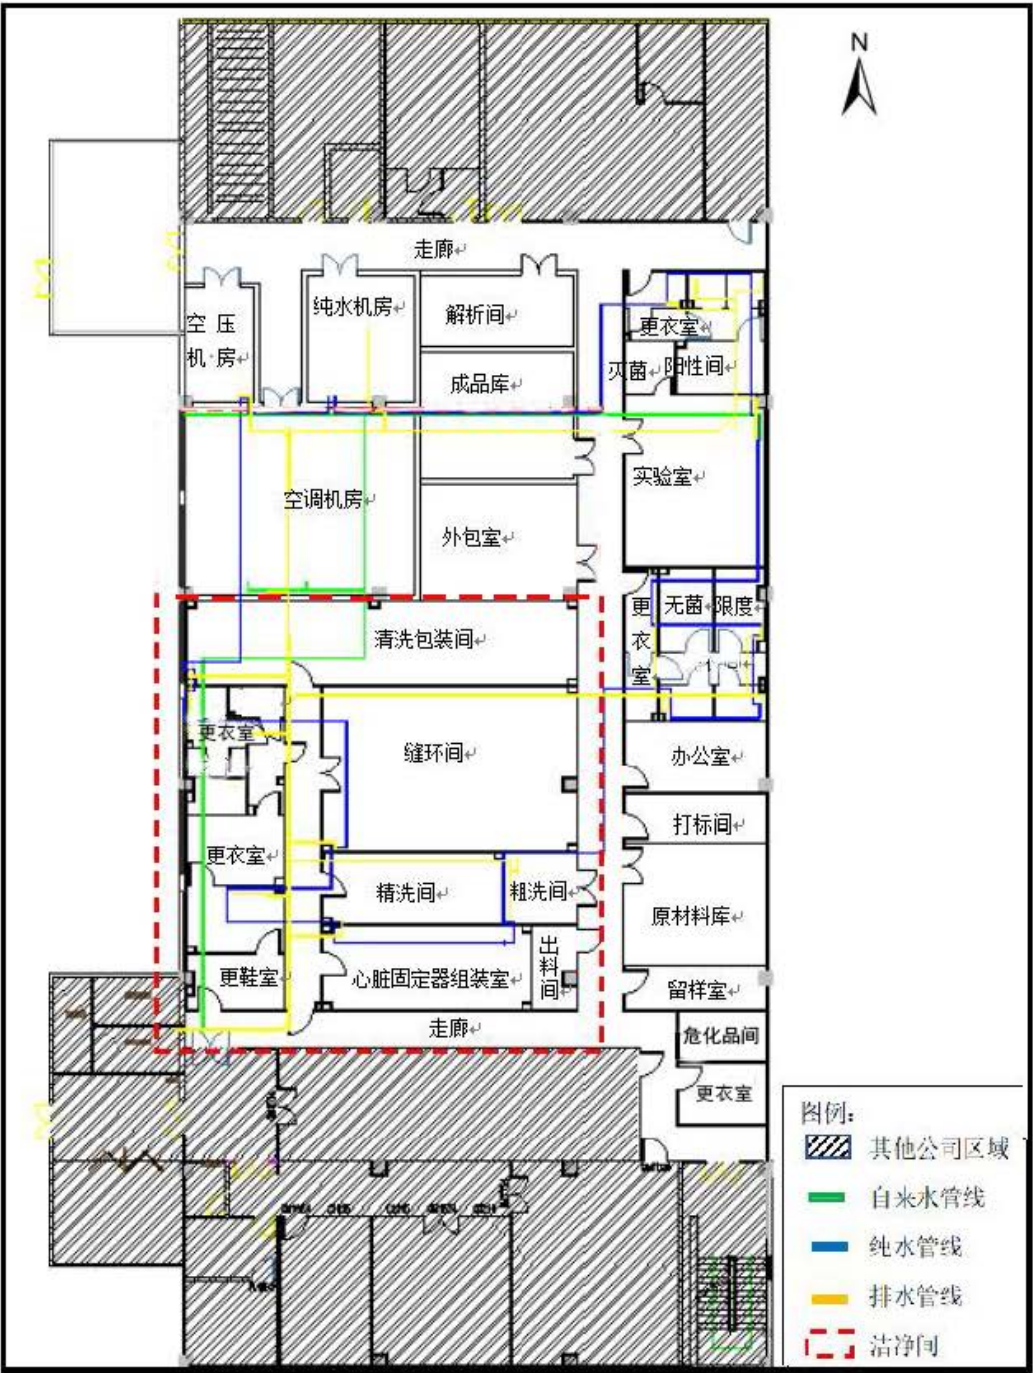 N
走廊
空压
机房
纯水机房
解析间
更衣室
灭菌
阳性间
成品库
实验室
空调机房
外包室
更衣室
无菌
限度
清洗包装间
更衣室
缝环间
办公室
打标间
更衣室
精洗间
粗洗间
原材料库
更鞋室
心脏固定器组装室
出料间
留样室
走廊
危化品间
更衣室
图例:
其他公司区域
自来水管线
纯水管线
排水管线
洁净间